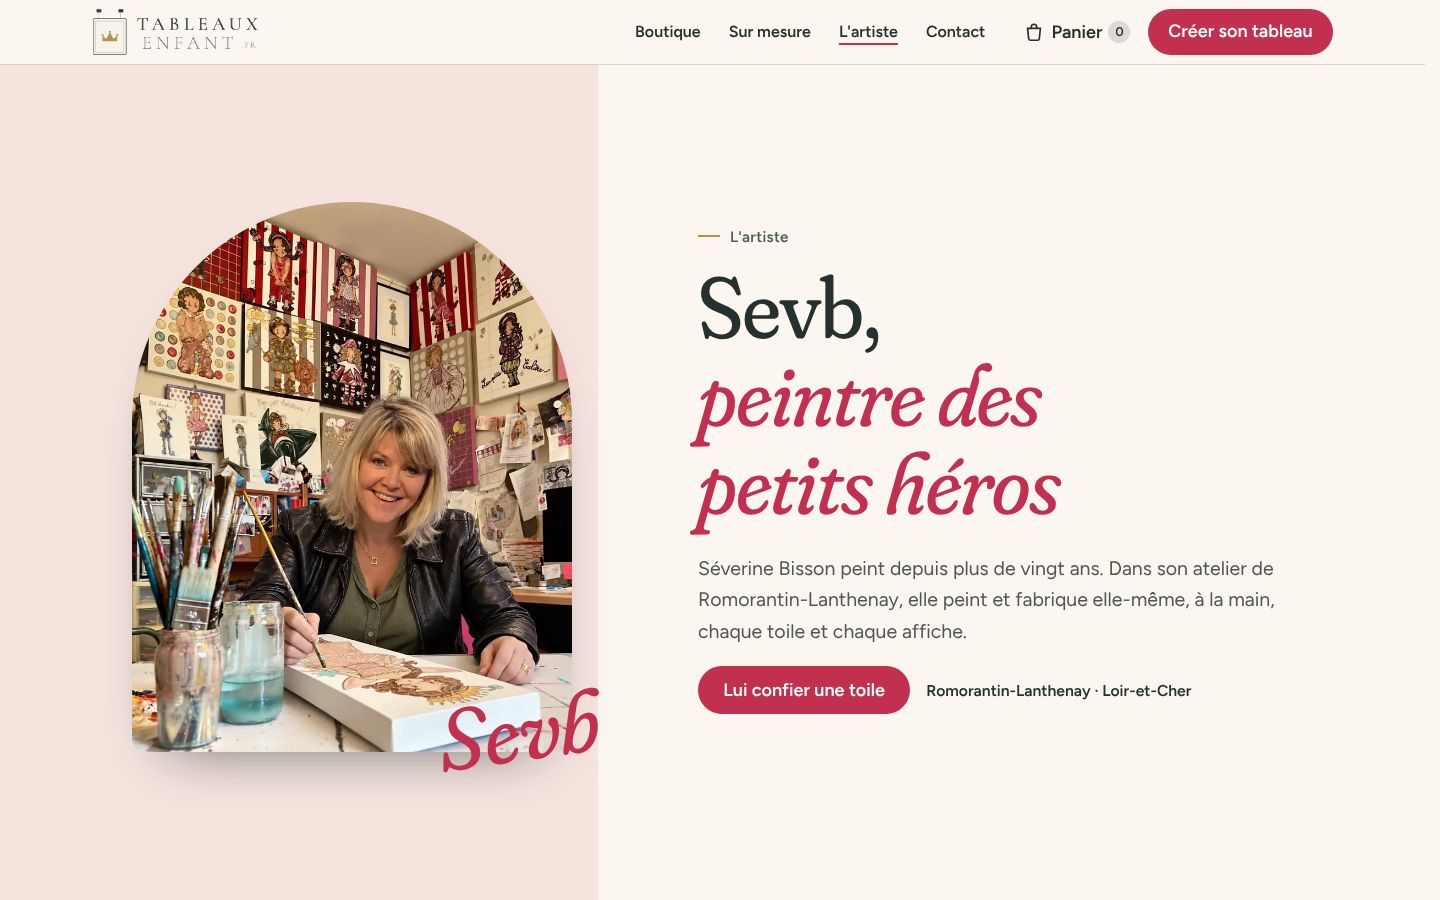 TABLEAUX
ENFANT .FR
Boutique
Sur mesure
L'artiste
Contact
Panier 0
Créer son tableau
L'artiste
Sevb,
peintre des
petits héros
Séverine Bisson peint depuis plus de vingt ans. Dans son atelier de
Romorantin-Lanthenay, elle peint et fabrique elle-même, à la main,
chaque toile et chaque affiche.
Lui confier une toile
Romorantin-Lanthenay · Loir-et-Cher
Sevb